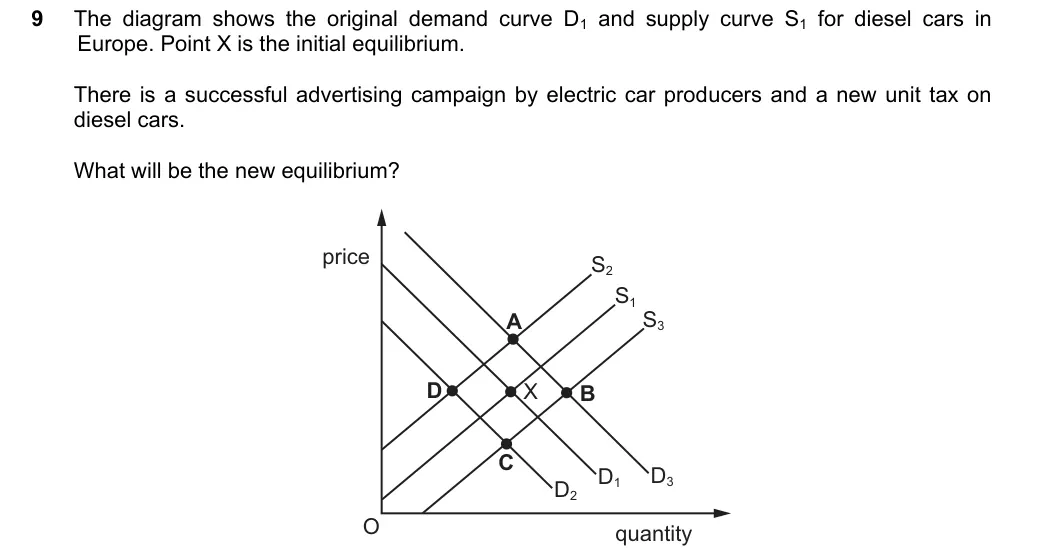 9 The diagram shows the original demand curve D₁ and supply curve S₁ for diesel cars in
Europe. Point X is the initial equilibrium.
There is a successful advertising campaign by electric car producers and a new unit tax on
diesel cars.
What will be the new equilibrium?
price
S₂
S₁
S₃
A
D
X
B
C
D₂
D₁
D₃
O
quantity